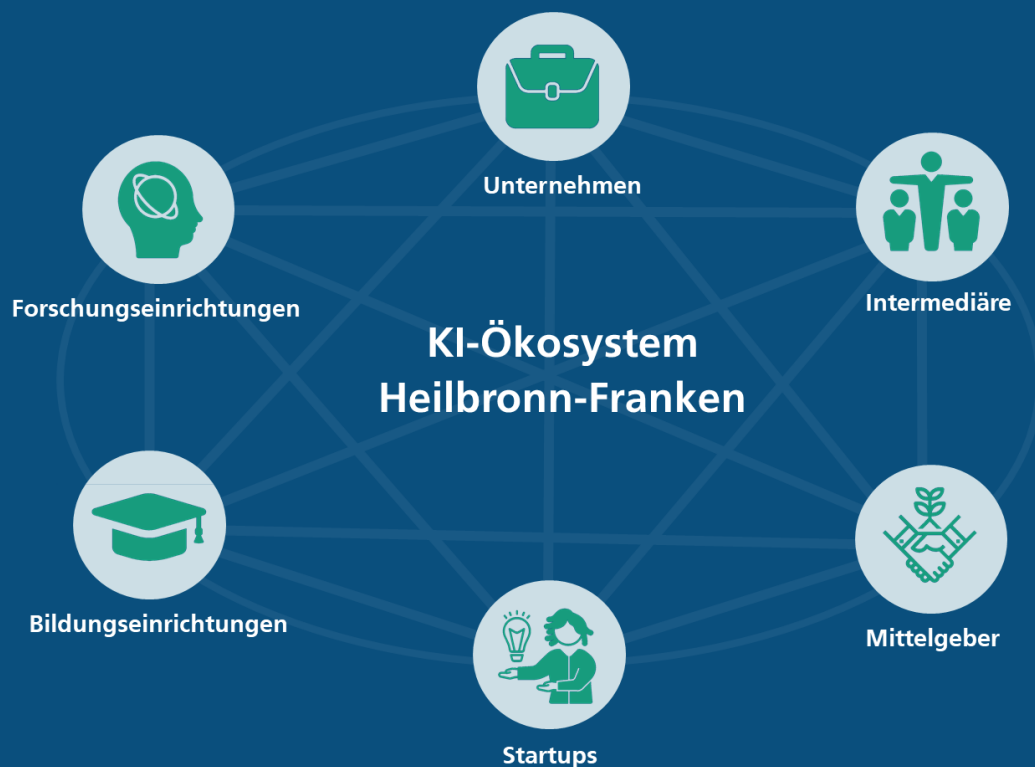 Unternehmen
Forschungseinrichtungen
Intermediäre
KI-Ökosystem
Heilbronn-Franken
Bildungseinrichtungen
Mittelgeber
Startups